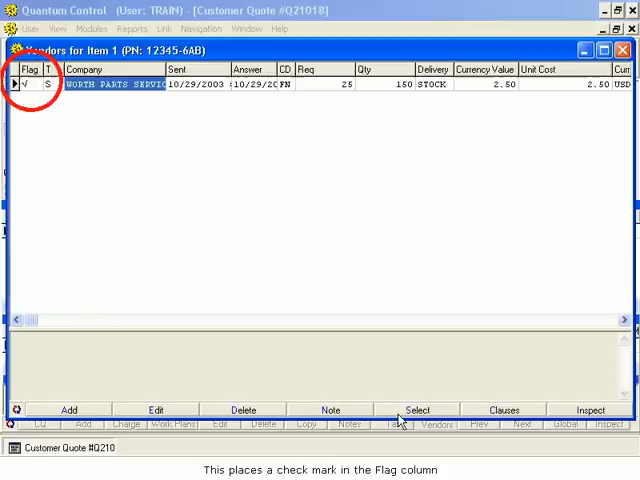 Quantum Control (User: TRAIN) - [Customer Quote #Q21018]
User View Modules Reports Link Navigation Window Help
Vendors for Item 1 (PN: 12345-6AB)
Flag T Company Sent Answer CD Req Qty Delivery Currency Value Unit Cost Curr
√ S WORTH PARTS SERVIC 10/29/2003 10/29/20 FN 25 150 STOCK 2.50 2.50 USD
Add Edit Delete Note Select Clauses Inspect
CQ Add Charge Work Plans Edit Delete Copy Notes Vendors Prev Next Global Inspect
Customer Quote #Q210
This places a check mark in the Flag column